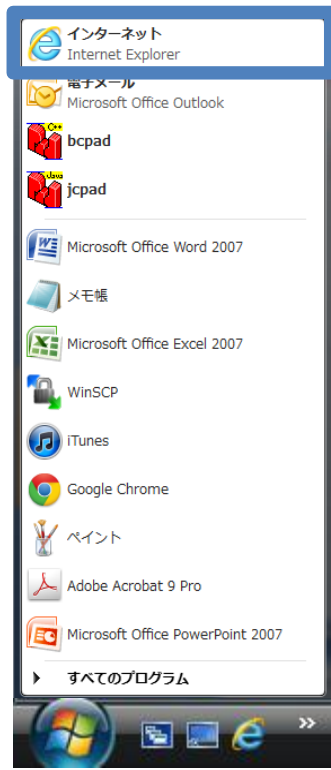 インターネット
Internet Explorer
電子メール
Microsoft Office Outlook
C++
bcpad
Java
jcpad
Microsoft Office Word 2007
メモ帳
Microsoft Office Excel 2007
WinSCP
iTunes
Google Chrome
ペイント
Adobe Acrobat 9 Pro
Microsoft Office PowerPoint 2007
すべてのプログラム